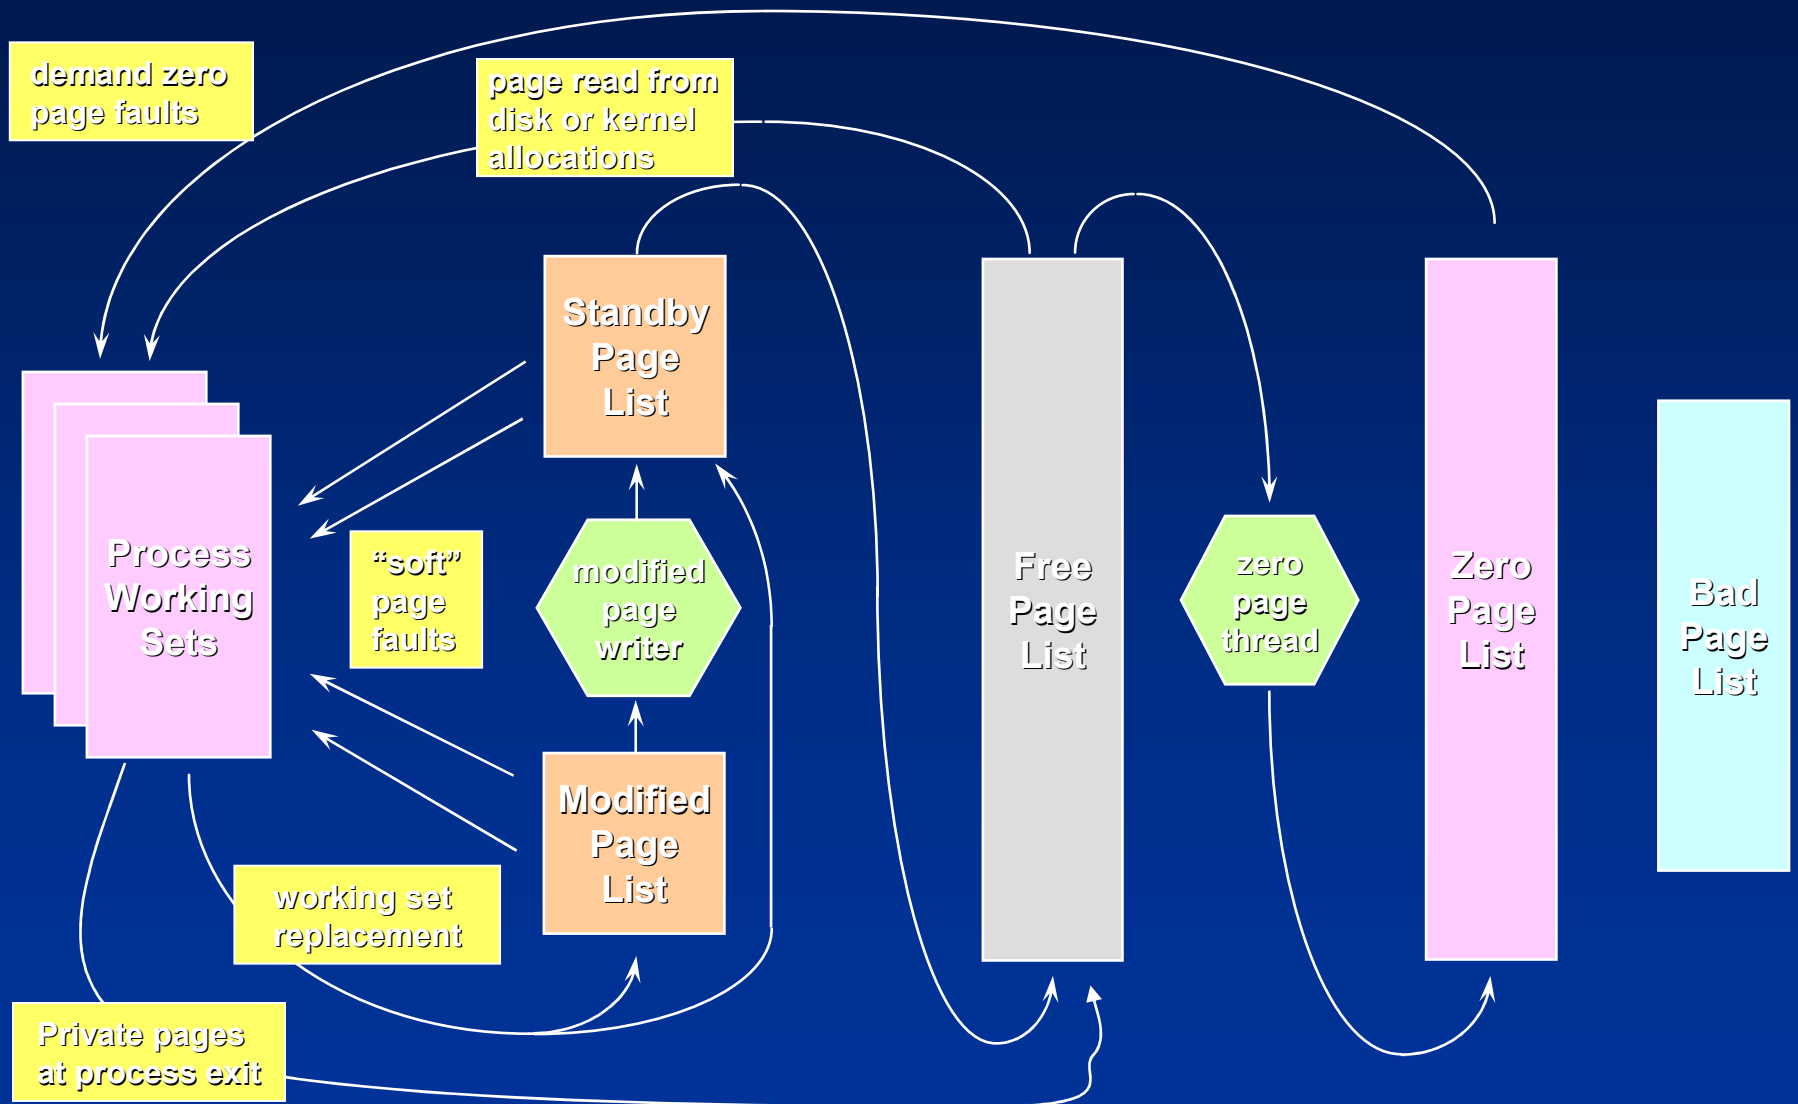 demand zero
page faults
page read from
disk or kernel
allocations
Standby
Page
List
Process
Working
Sets
“soft”
page
faults
modified
page
writer
Free
Page
List
zero
page
thread
Zero
Page
List
Bad
Page
List
Modified
Page
List
working set
replacement
Private pages
at process exit